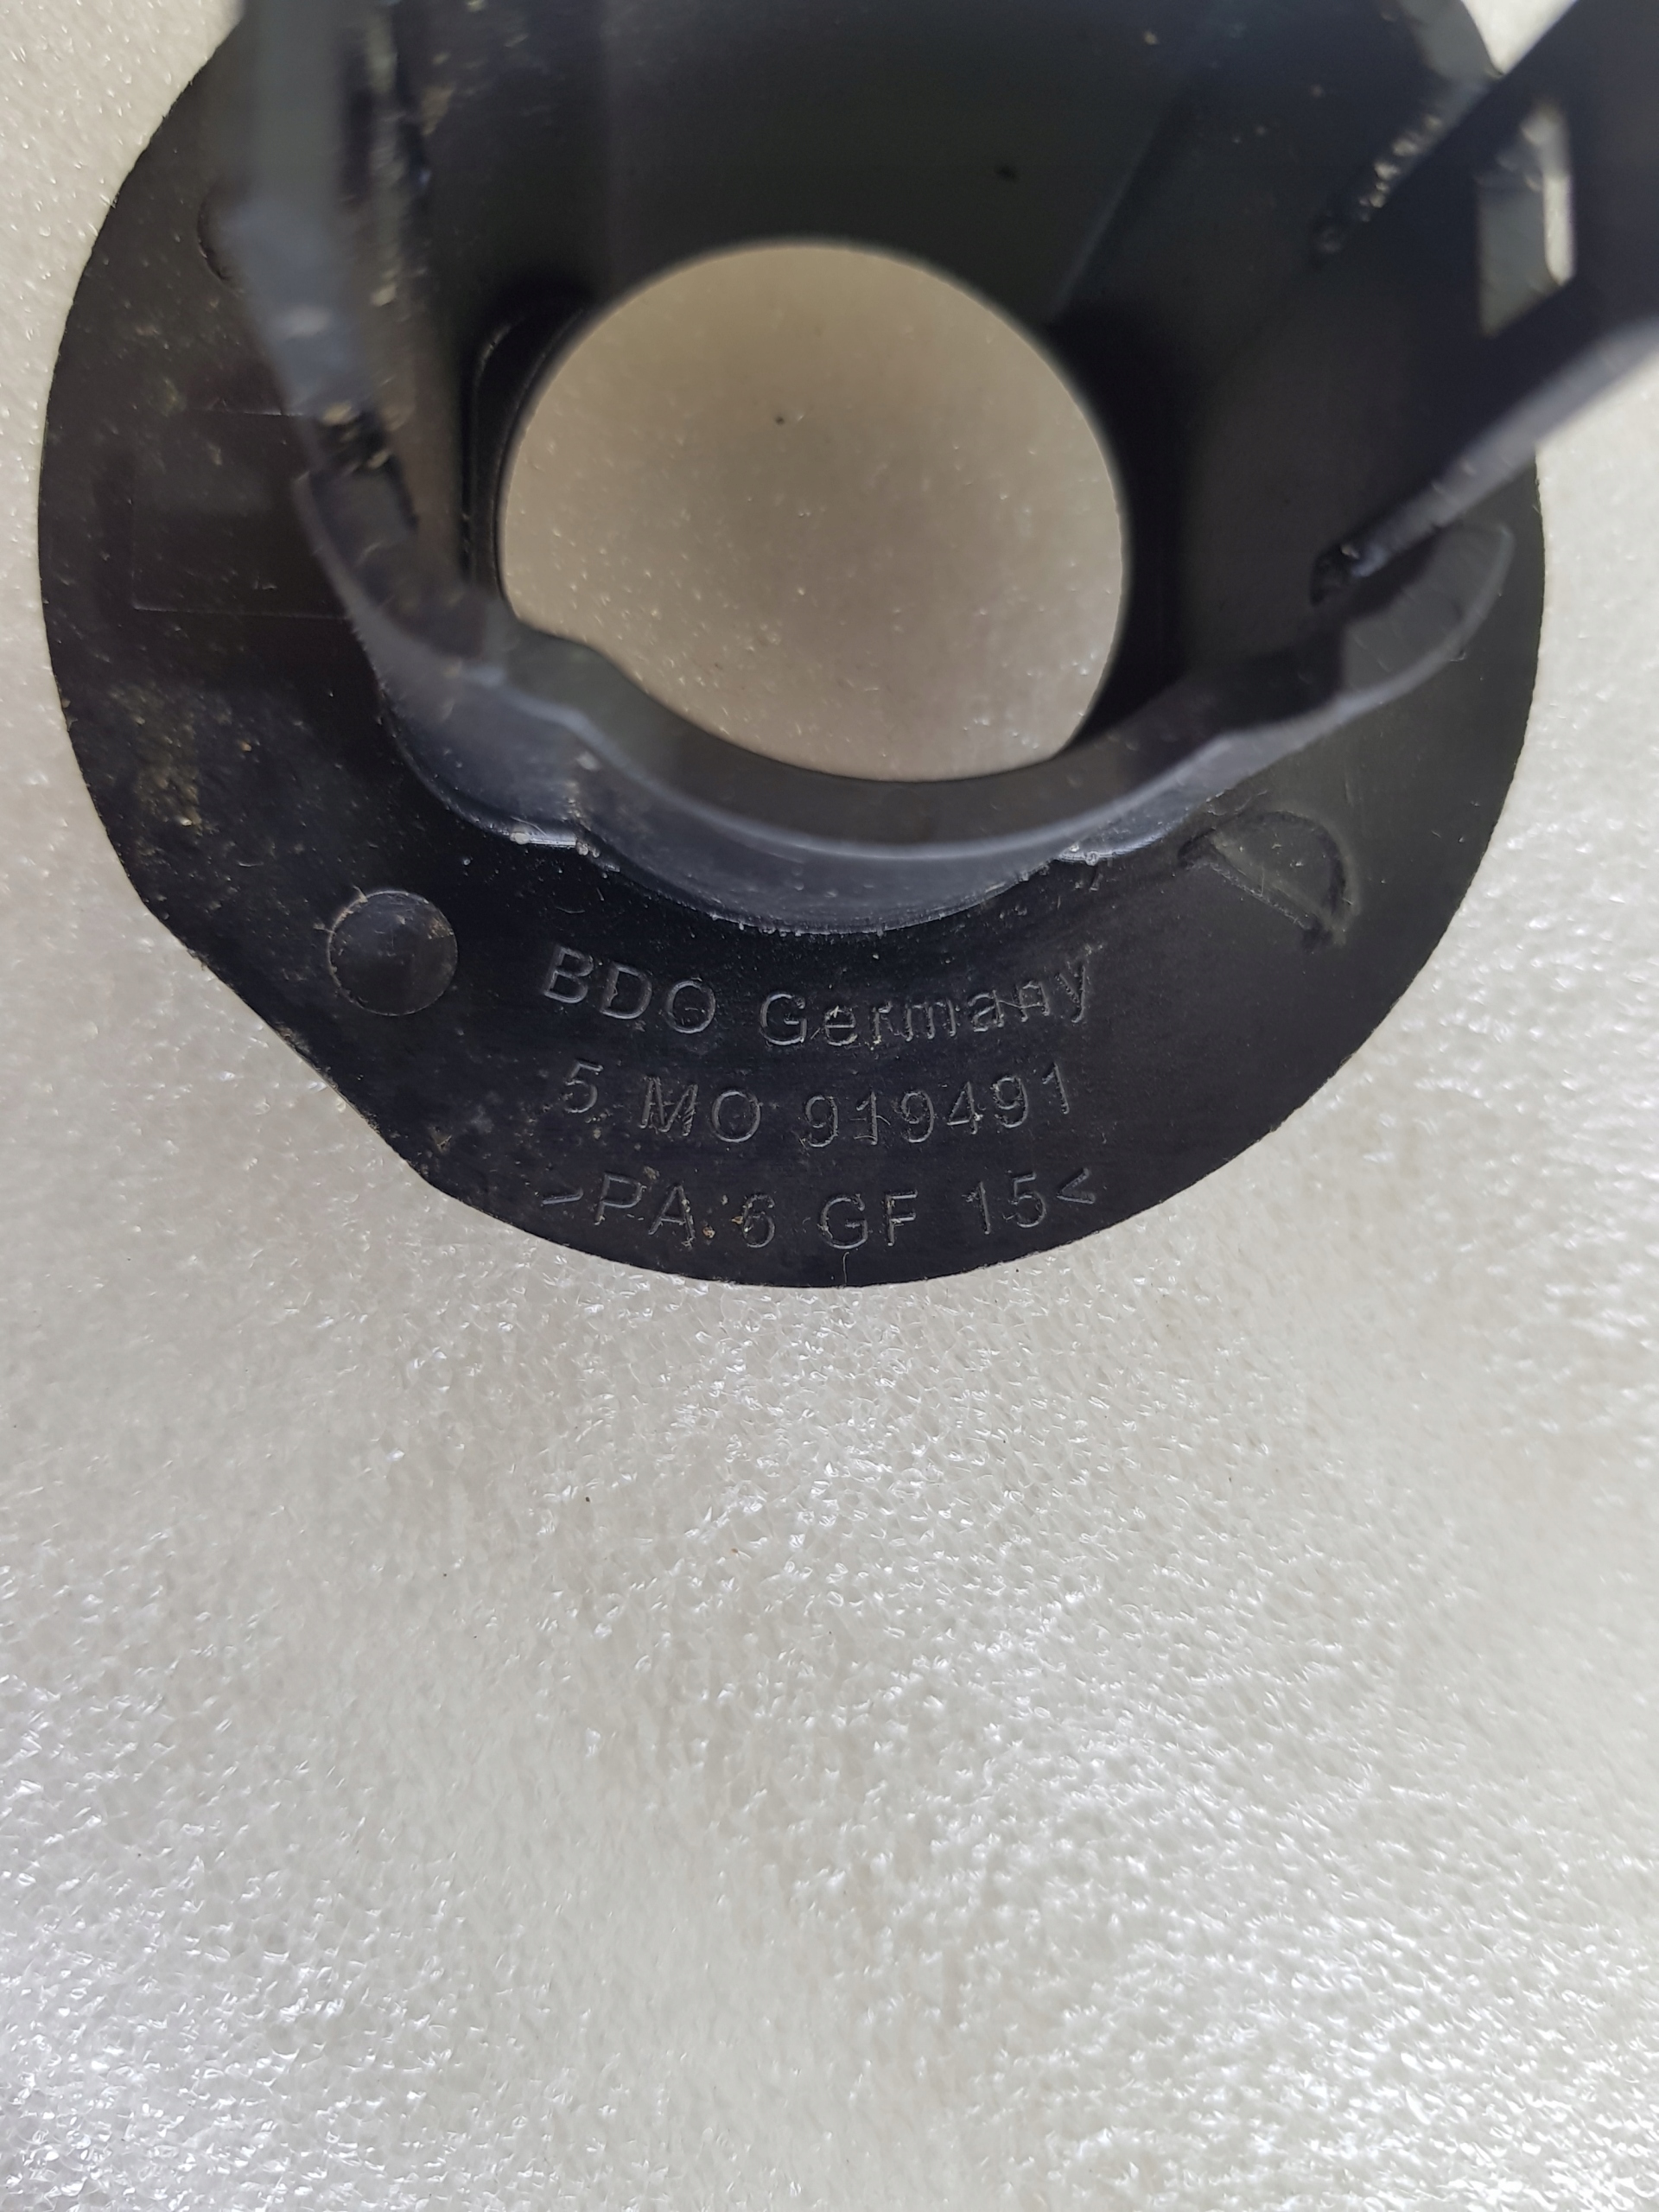 BDO Germany
5 MO 919491
>PA 6 GF 15<